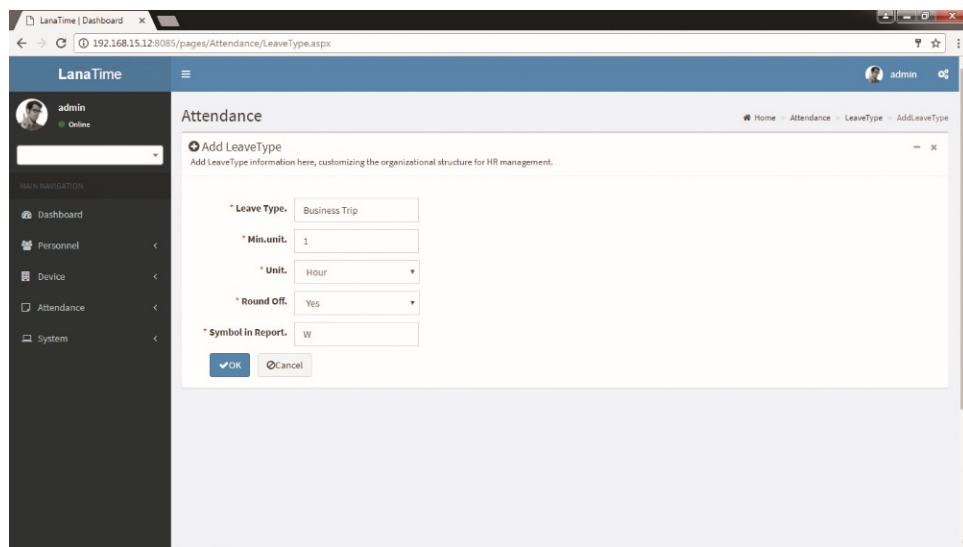 LanaTime | Dashboard
192.168.15.12:8085/pages/Attendance/LeaveType.aspx
LanaTime
admin
admin
Online
Attendance
Home > Attendance > LeaveType > AddLeaveType
Add LeaveType
Add LeaveType information here, customizing the organizational structure for HR management.
MAIN NAVIGATION
Dashboard
Personnel
Device
Attendance
System
* Leave Type. Business Trip
* Min.unit. 1
* Unit. Hour
* Round Off. Yes
* Symbol in Report. W
OK Cancel